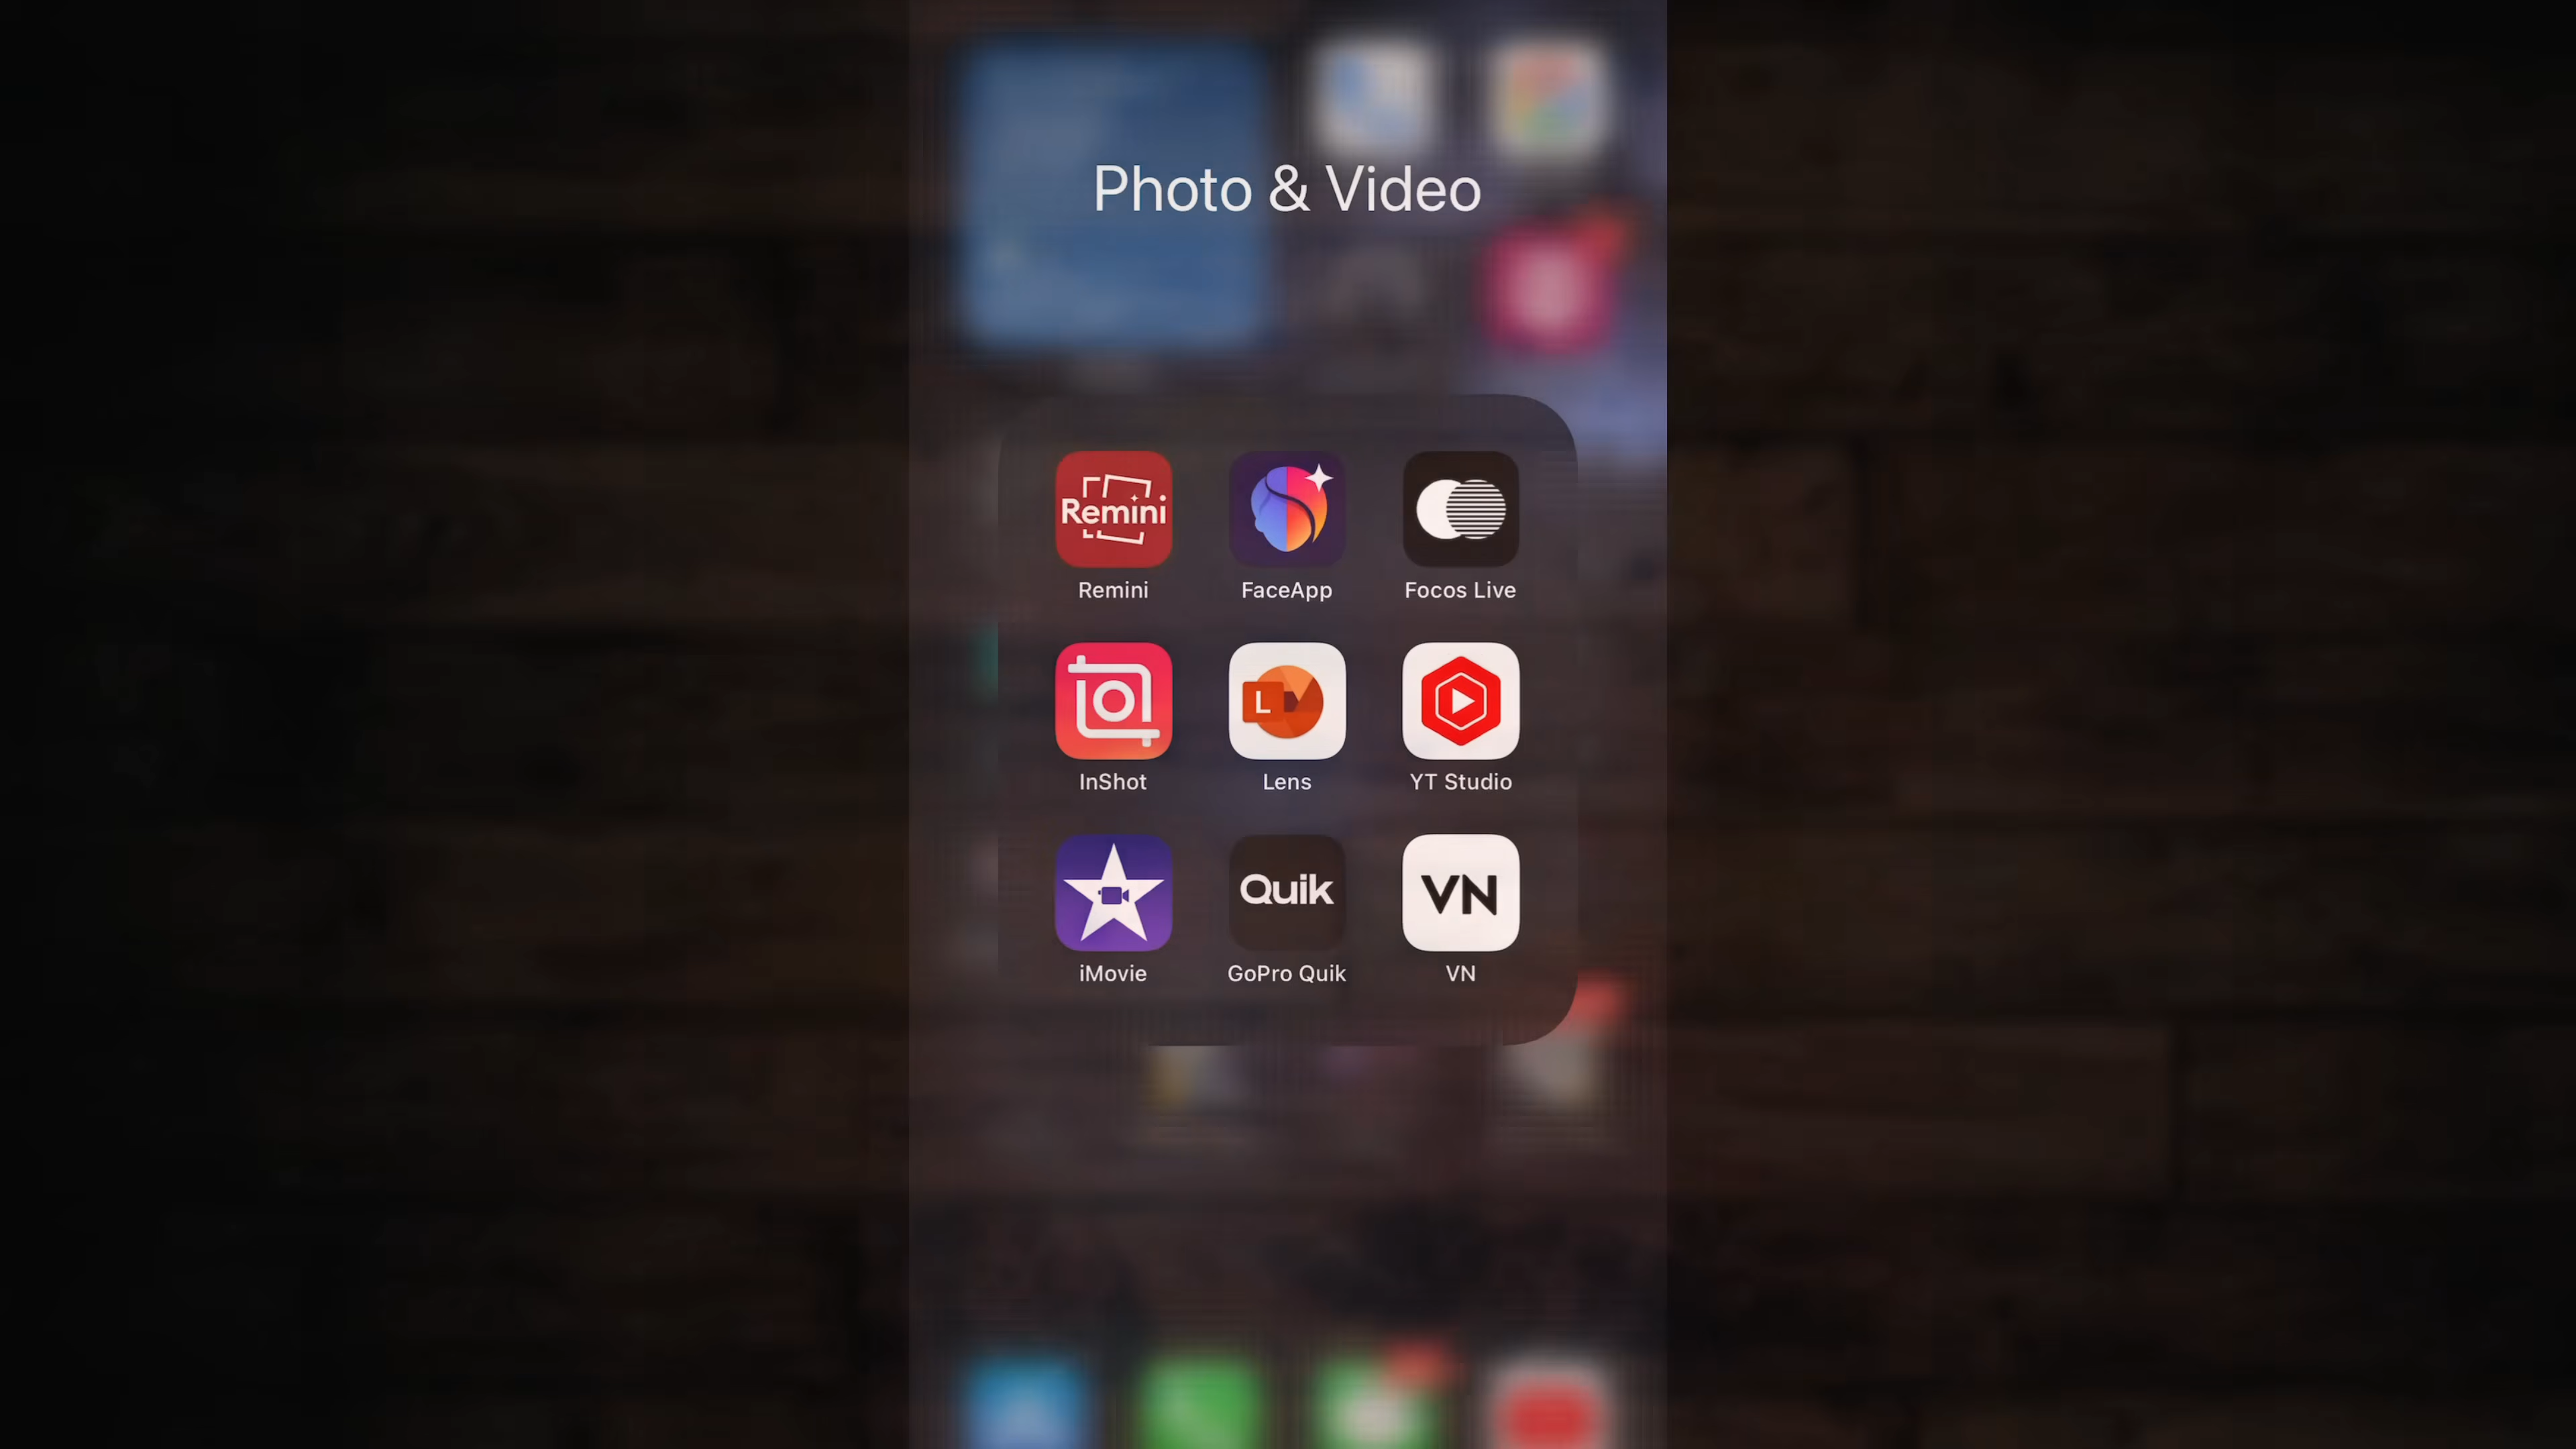 Photo & Video
Remini
Remini
FaceApp
Focos Live
L
InShot
Lens
YT Studio
Quik
VN
iMovie
GoPro Quik
VN